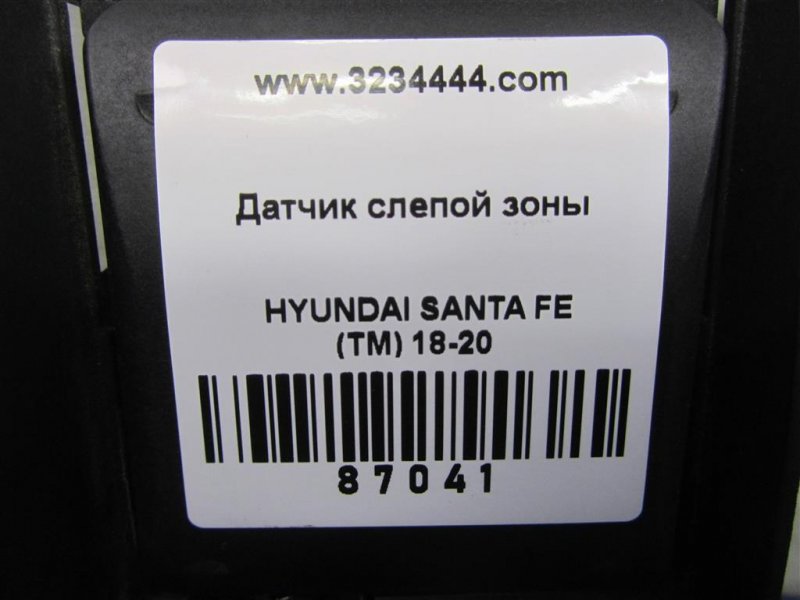 www.3234444.com
Датчик слепой зоны
HYUNDAI SANTA FE
(TM) 18-20
87041